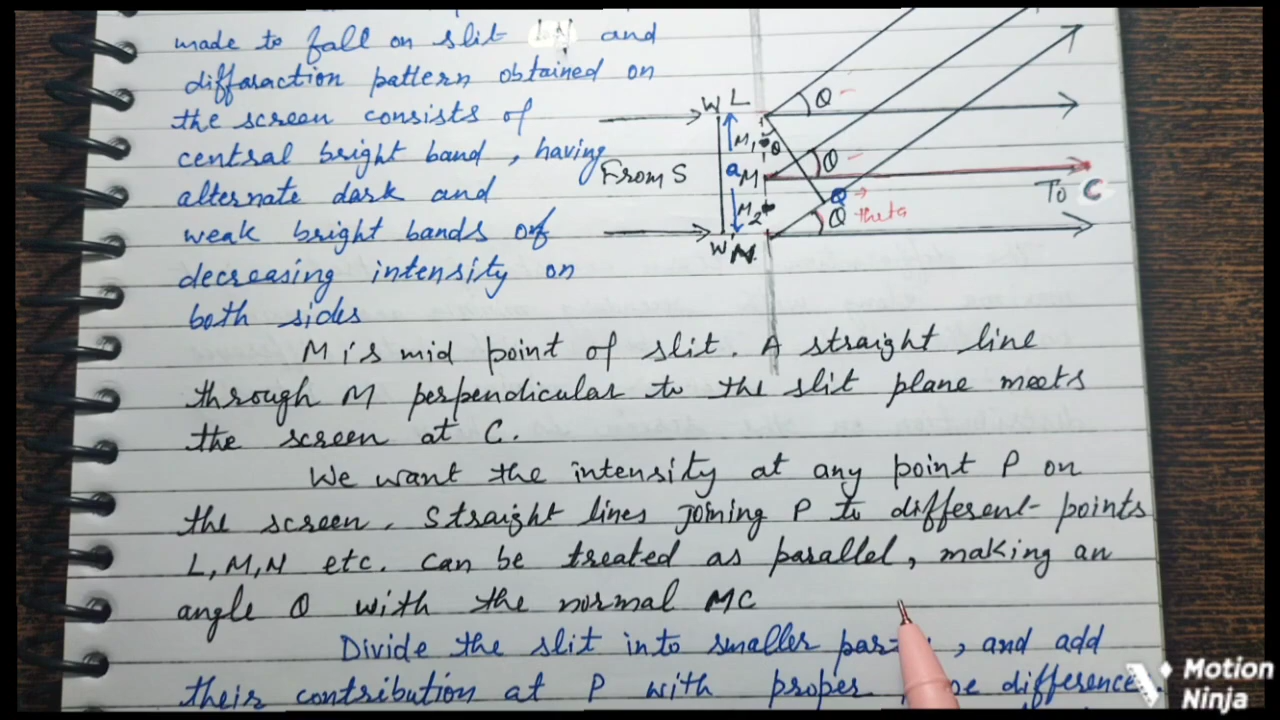 made to fall on slit LN and
diffraction pattern obtained on
the screen consists of
central bright band, having
alternate dark and
weak bright bands of
decreasing intensity on
both sides
W L
M1 θ
From S
a M
M2
W N
θ
θ
Q
θ theta
To C
M is mid point of slit. A straight line
through M perpendicular to the slit plane meets
the screen at C.
We want the intensity at any point P on
the screen. Straight lines joining P to different points
L, M, N etc. can be treated as parallel, making an
angle θ with the normal MC
Divide the slit into smaller , and add
their contribution at P with proper difference
Motion
Ninja